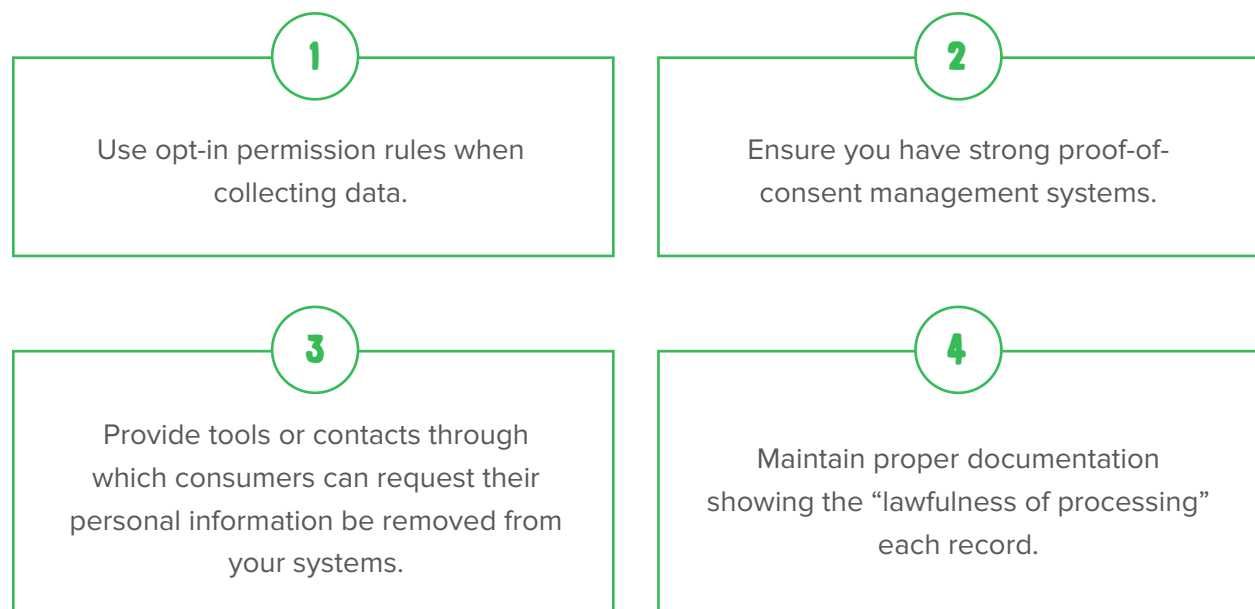 1
Use opt-in permission rules when
collecting data.
2
Ensure you have strong proof-of-
consent management systems.
3
Provide tools or contacts through
which consumers can request their
personal information be removed from
your systems.
4
Maintain proper documentation
showing the “lawfulness of processing”
each record.